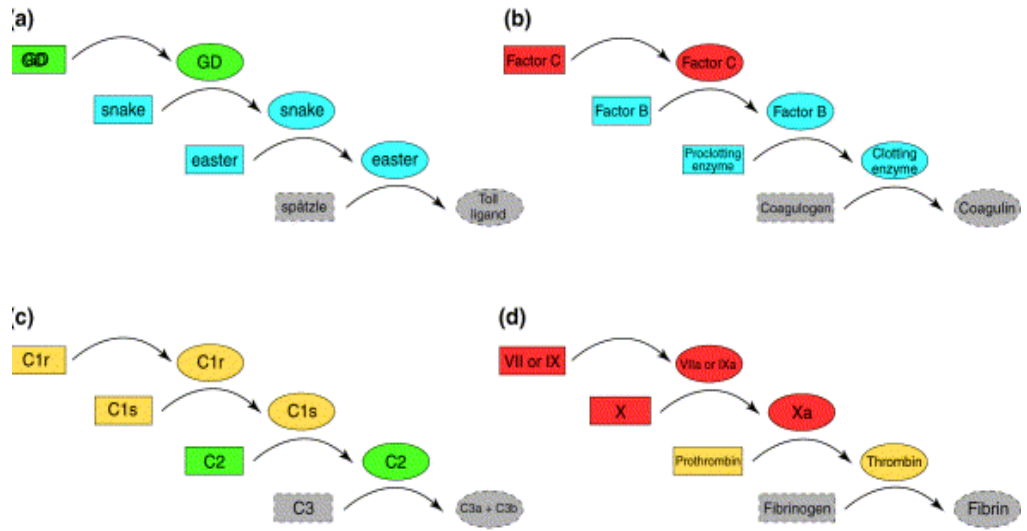 (a)
GD
GD
snake
snake
easter
easter
spätzle
Toll
ligand
(b)
Factor C
Factor C
Factor B
Factor B
Proclotting
enzyme
Clotting
enzyme
Coagulogen
Coagulin
(c)
C1r
C1r
C1s
C1s
C2
C2
C3
C3a + C3b
(d)
VII or IX
VIIa or IXa
X
Xa
Prothrombin
Thrombin
Fibrinogen
Fibrin